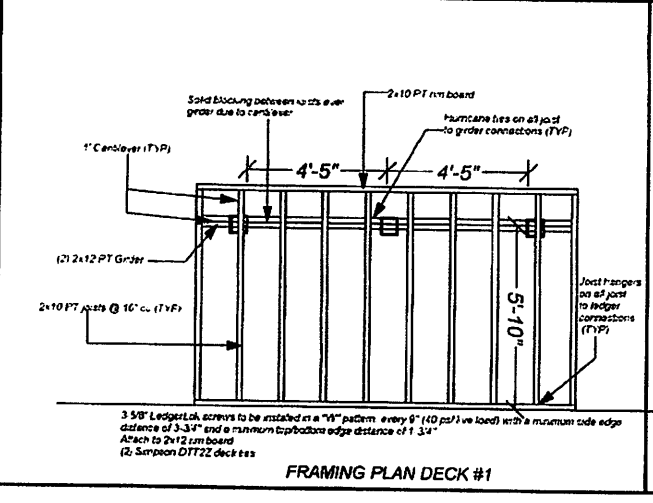 Solid blocking between joists over
girder due to cantilever
2x10 PT rim board
Hurricane ties on all joist
to girder connections (TYP)
1' Cantilever (TYP)
4'-5"
4'-5"
(2) 2x12 PT Girder
2x10 PT joists @ 16" oc (TYP)
5'-10"
Joist hangers
on all joist
to ledger
connections
(TYP)
3 5/8" LedgerLok screws to be installed in a "W" pattern every 9" (40 psf live load) with a minimum side edge
distance of 3-3/4" and a minimum top/bottom edge distance of 1 3/4"
Attach to 2x12 rim board
(2) Simpson DTT2Z deck ties
FRAMING PLAN DECK #1